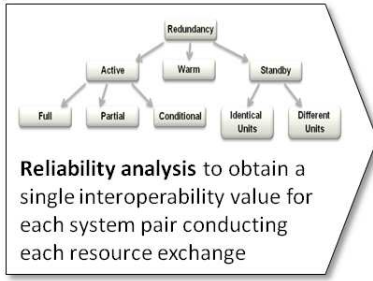 Redundancy
Active Warm Standby
Full Partial Conditional Identical Units Different Units
Reliability analysis to obtain a
single interoperability value for
each system pair conducting
each resource exchange